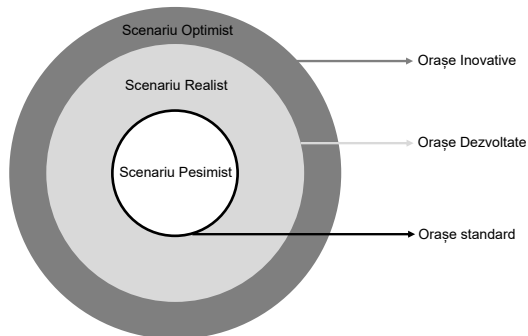 Scenariu Optimist
Orașe Inovative
Scenariu Realist
Orașe Dezvoltate
Scenariu Pesimist
Orașe standard